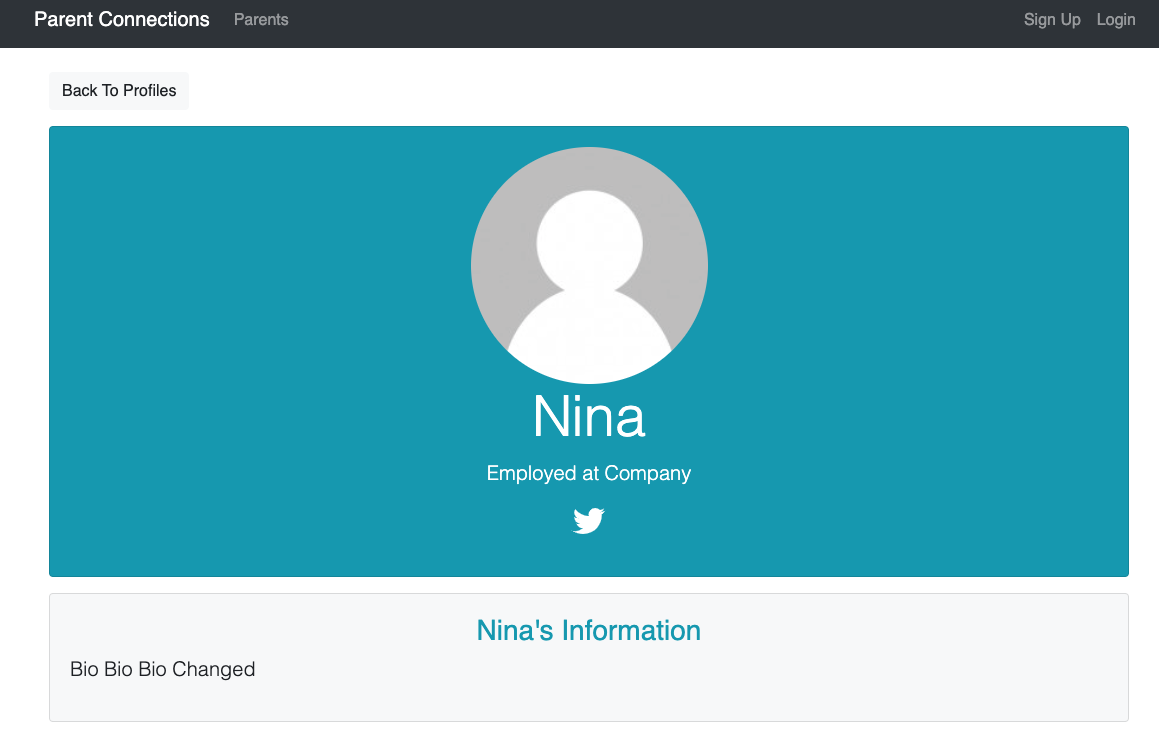 Parent Connections Parents Sign Up Login
Back To Profiles
Nina
Employed at Company
Nina's Information
Bio Bio Bio Changed